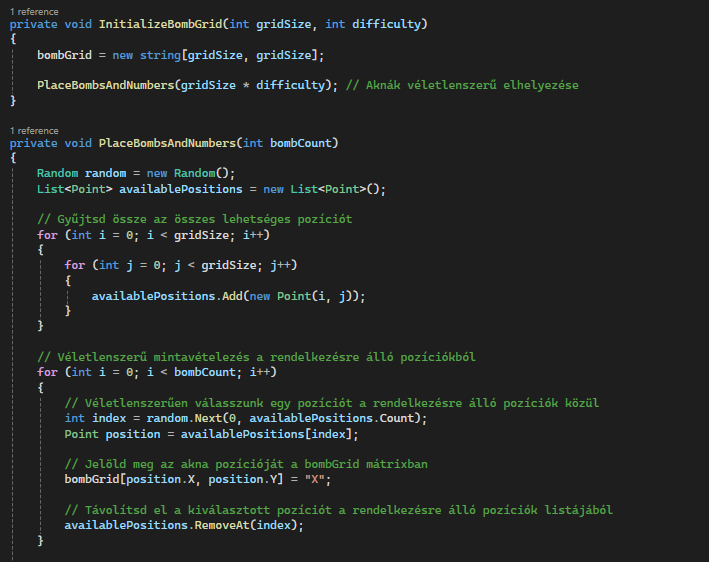 1 reference
private void InitializeBombGrid(int gridSize, int difficulty)
{
bombGrid = new string[gridSize, gridSize];
PlaceBombsAndNumbers(gridSize * difficulty); // Aknák véletlenszerű elhelyezése
}
1 reference
private void PlaceBombsAndNumbers(int bombCount)
{
Random random = new Random();
List<Point> availablePositions = new List<Point>();
// Gyűjtsd össze az összes lehetséges pozíciót
for (int i = 0; i < gridSize; i++)
{
for (int j = 0; j < gridSize; j++)
{
availablePositions.Add(new Point(i, j));
}
}
// Véletlenszerű mintavételezés a rendelkezésre álló pozíciókból
for (int i = 0; i < bombCount; i++)
{
// Véletlenszerűen válasszunk egy pozíciót a rendelkezésre álló pozíciók közül
int index = random.Next(0, availablePositions.Count);
Point position = availablePositions[index];
// Jelöld meg az akna pozícióját a bombGrid mátrixban
bombGrid[position.X, position.Y] = "X";
// Távolítsd el a kiválasztott pozíciót a rendelkezésre álló pozíciók listájából
availablePositions.RemoveAt(index);
}